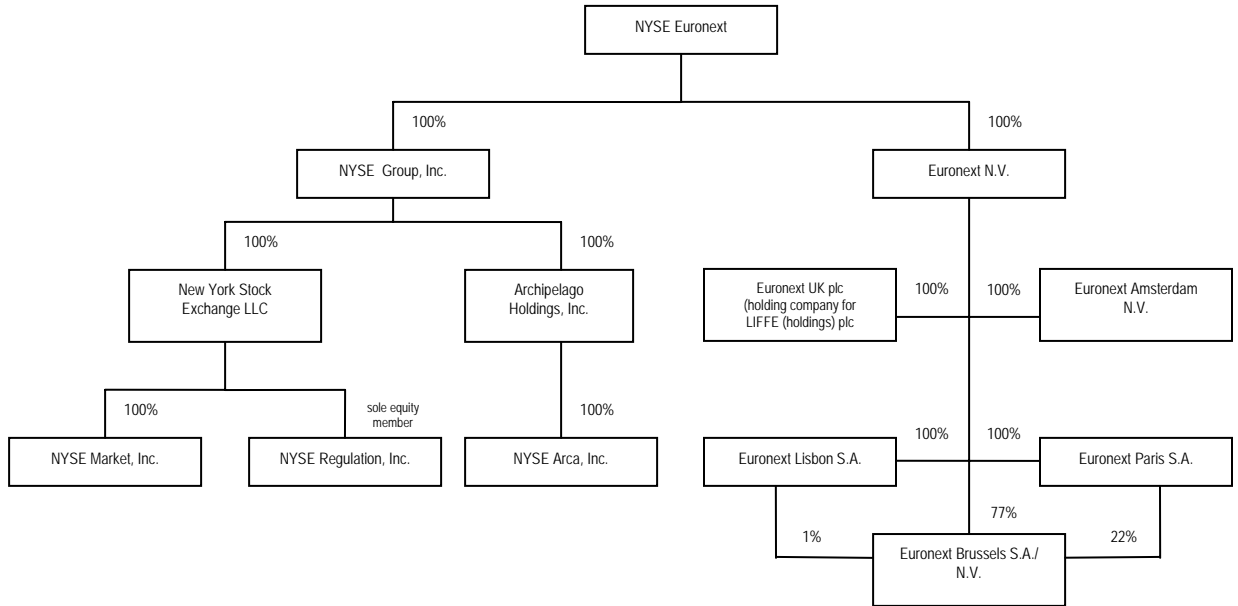 NYSE Euronext
100%
100%
NYSE Group, Inc.
Euronext N.V.
100%
100%
New York Stock
Exchange LLC
Archipelago
Holdings, Inc.
Euronext UK plc
(holding company for
LIFFE (holdings) plc
100%
100%
Euronext Amsterdam
N.V.
100%
sole equity
member
100%
100%
100%
NYSE Market, Inc.
NYSE Regulation, Inc.
NYSE Arca, Inc.
Euronext Lisbon S.A.
Euronext Paris S.A.
1%
77%
22%
Euronext Brussels S.A./
N.V.